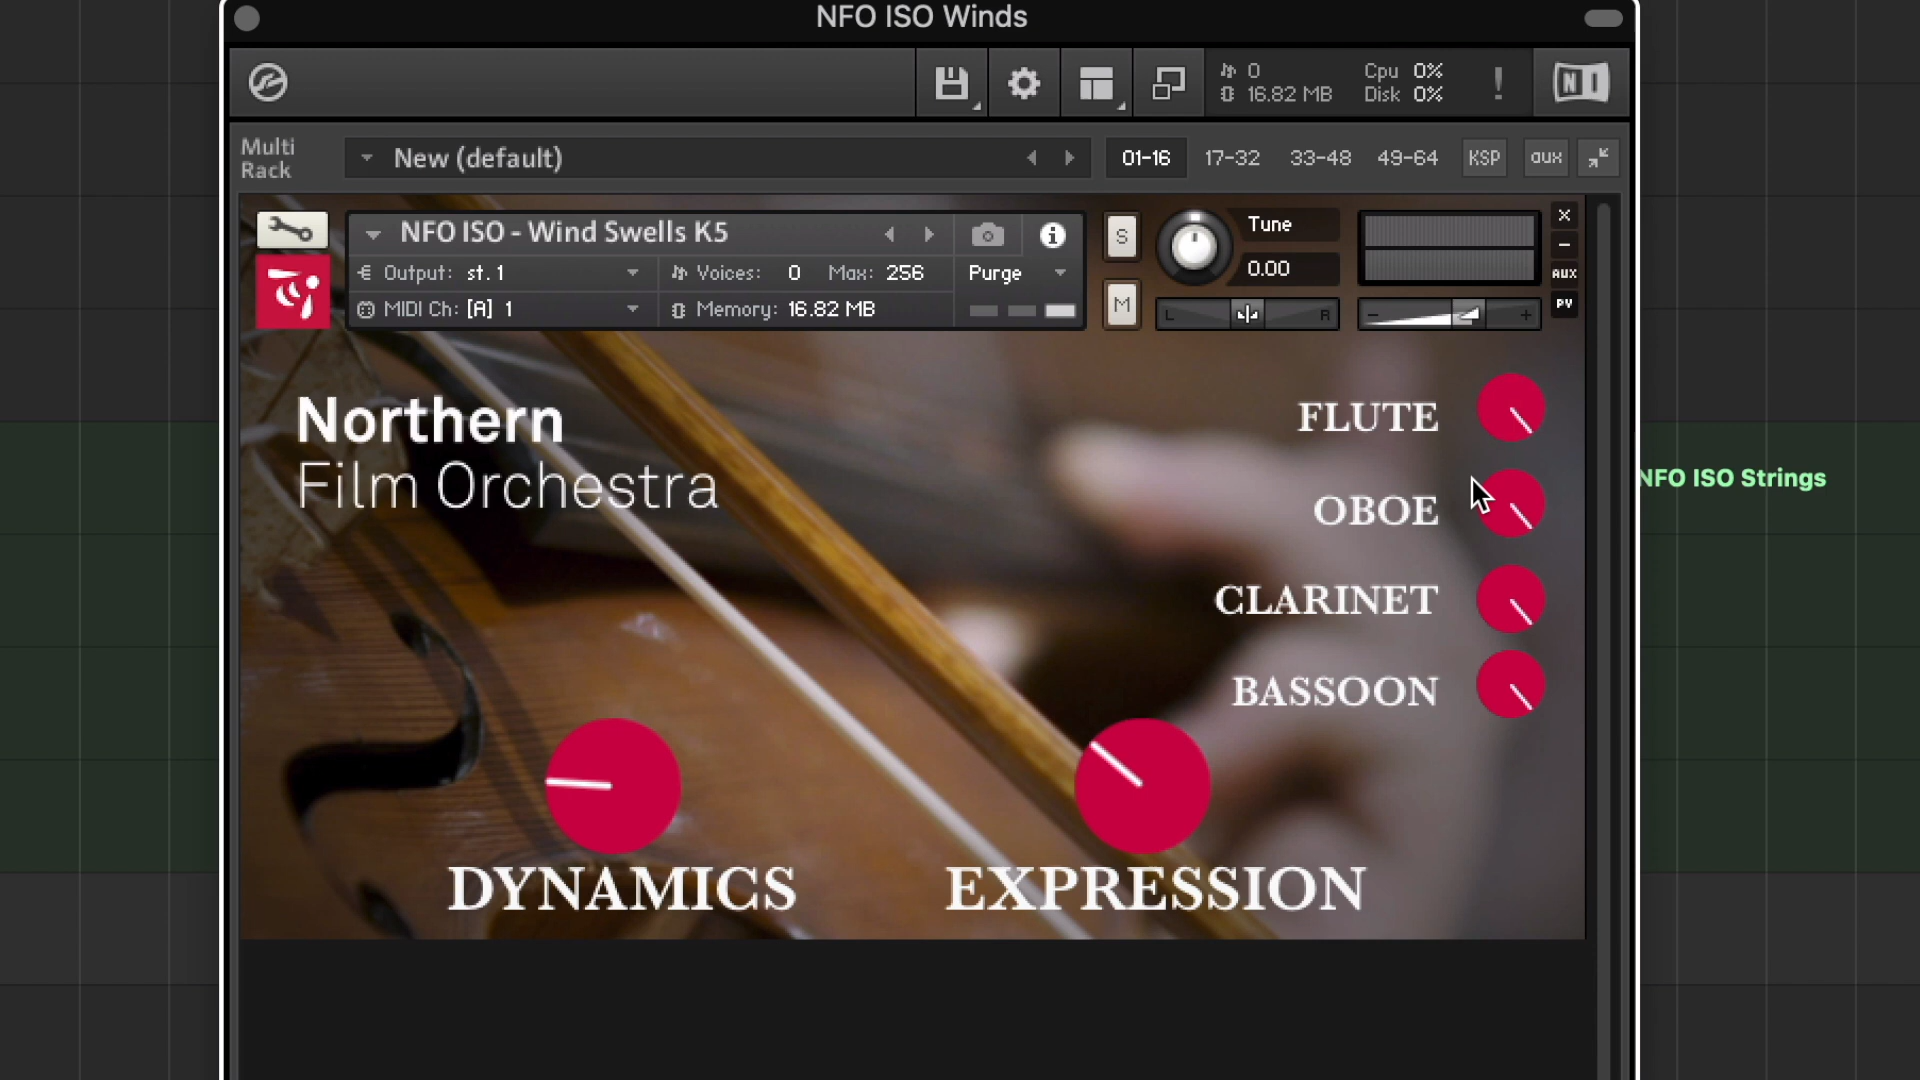 NFO ISO Winds
0
16.82 MB
Cpu 0%
Disk 0%
!
NI
Multi
Rack
New (default)
01-16 17-32 33-48 49-64 KSP aux
NFO ISO - Wind Swells K5
Output: st. 1
Voices: 0 Max: 256
Purge
MIDI Ch: [A] 1
Memory: 16.82 MB
S
M
Tune
0.00
L R
- +
x
-
AUX
PV
Northern
Film Orchestra
FLUTE
OBOE
CLARINET
BASSOON
DYNAMICS
EXPRESSION
NFO ISO Strings